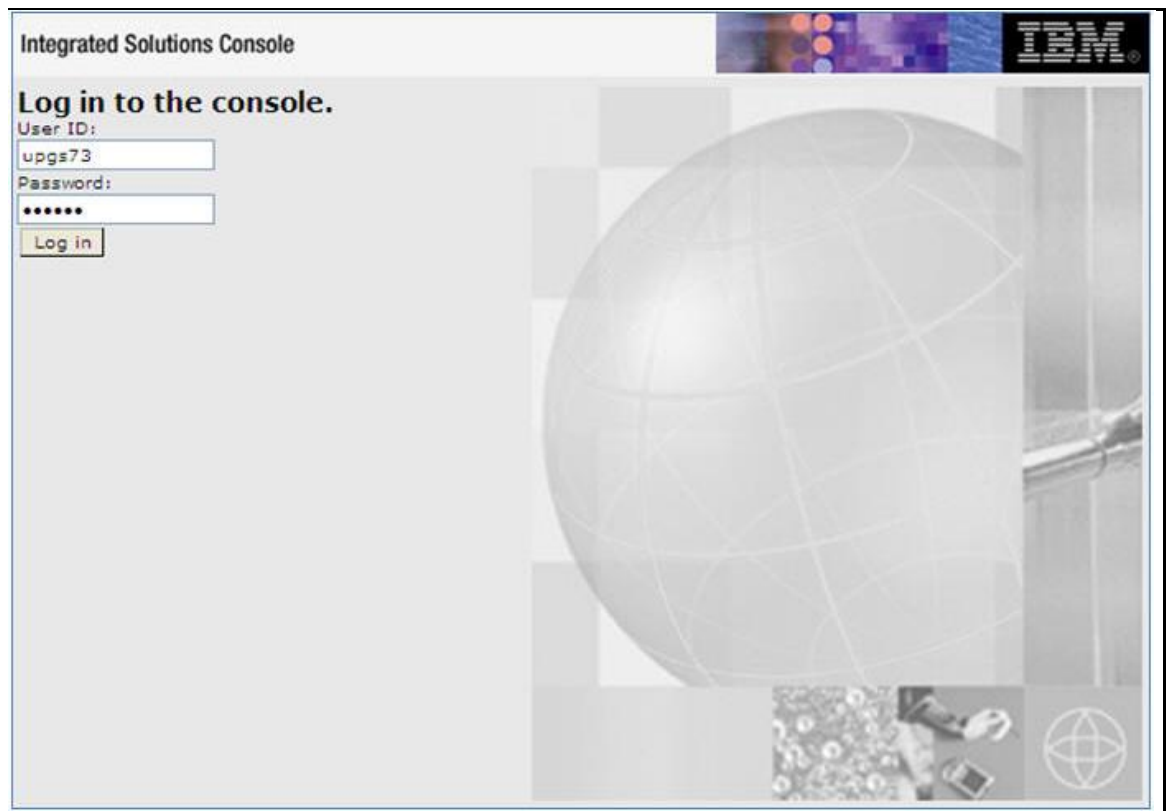 Integrated Solutions Console
IBM®
Log in to the console.
User ID:
upgs73
Password:
••••••
Log in